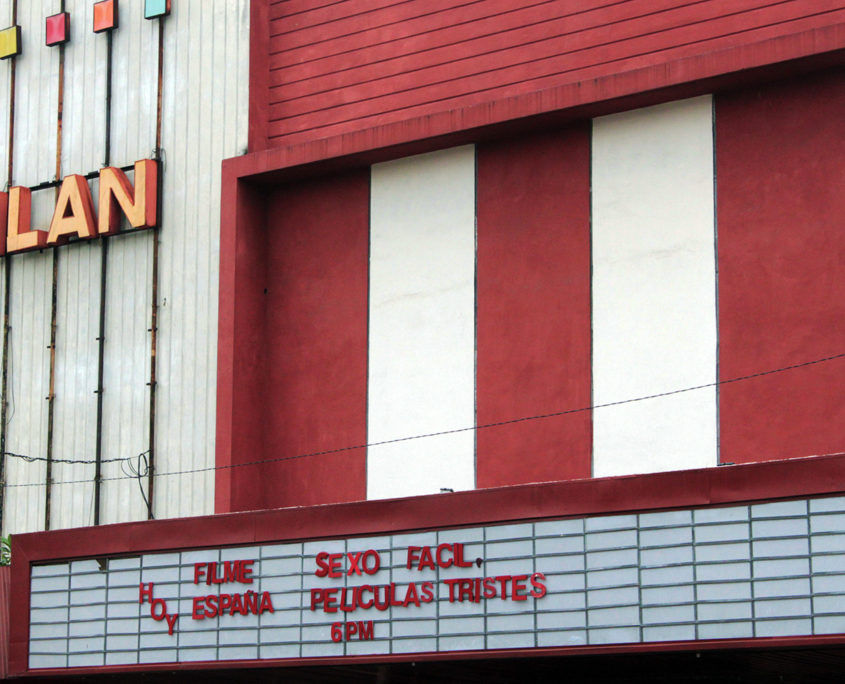 LAN
FILME SEXO FACIL,
HOY ESPAÑA PELICULAS TRISTES
6PM